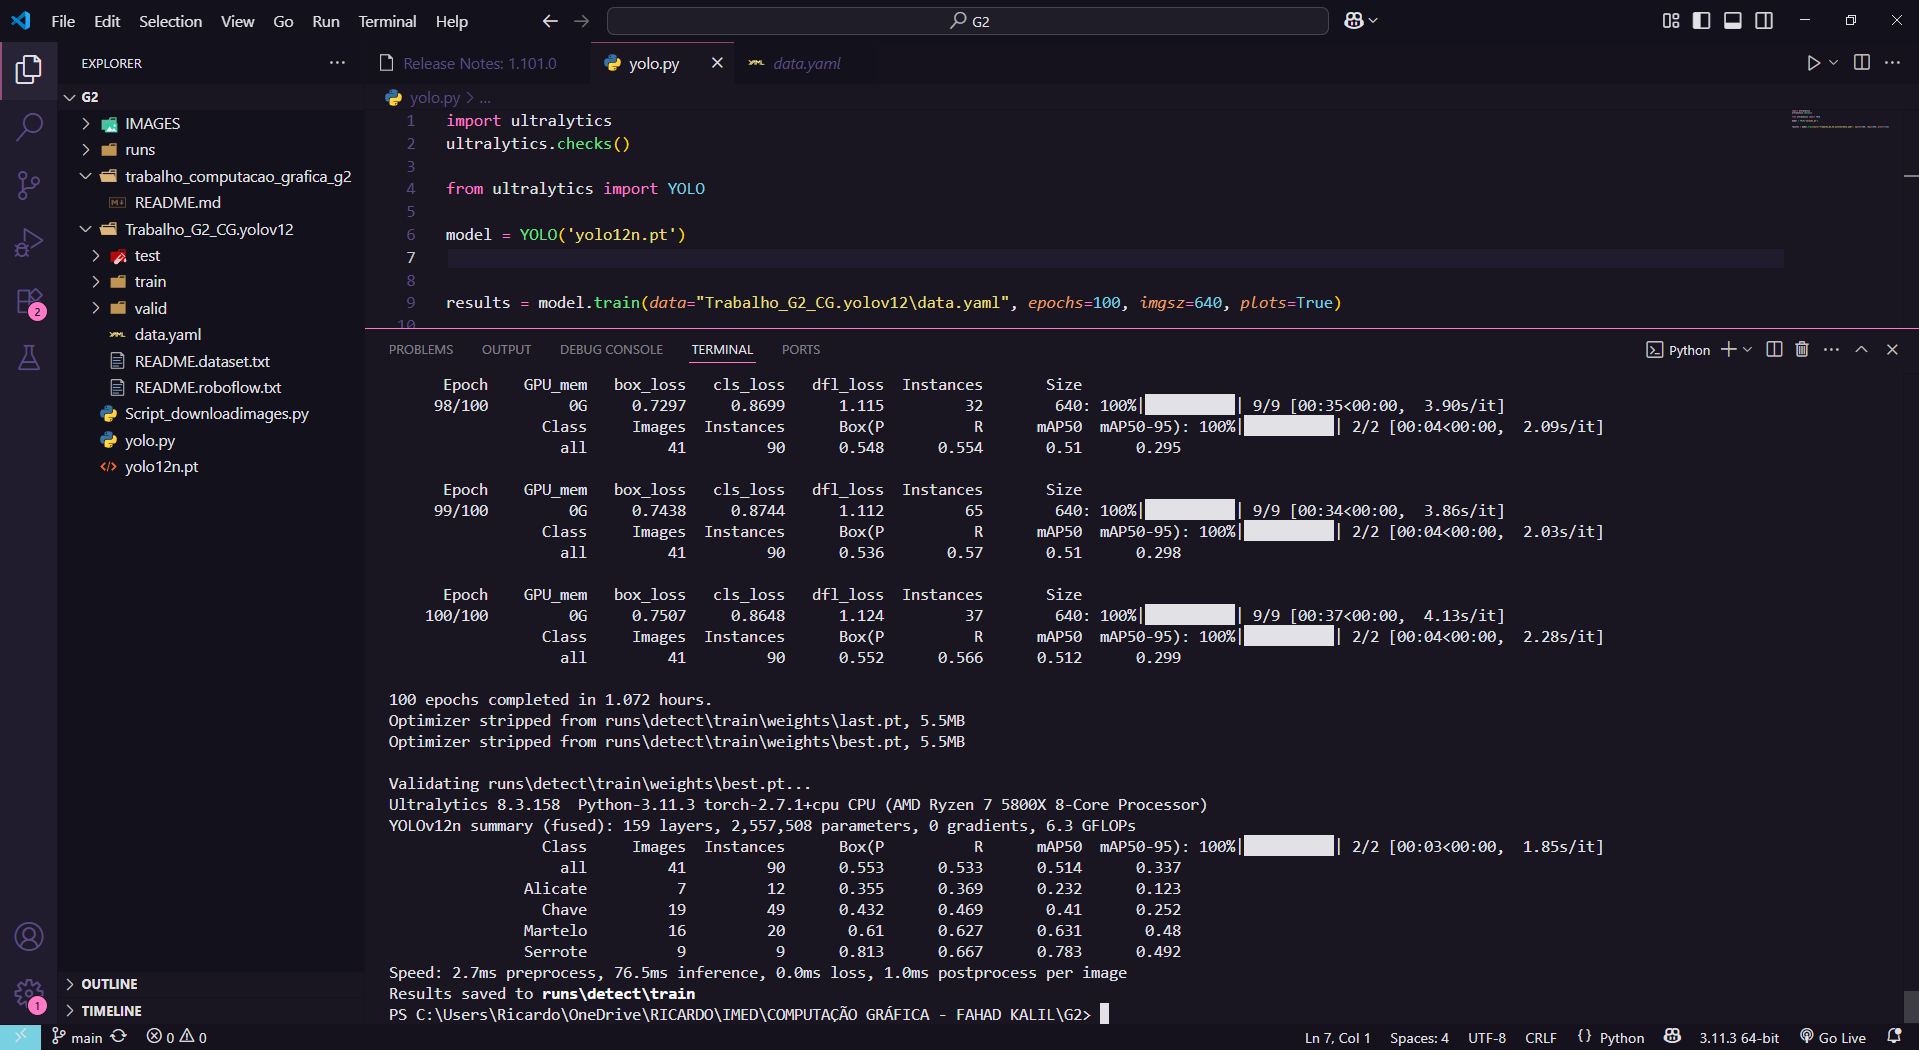 File Edit Selection View Go Run Terminal Help
G2
EXPLORER
G2
IMAGES
runs
trabalho_computacao_grafica_g2
README.md
Trabalho_G2_CG.yolov12
test
train
valid
data.yaml
README.dataset.txt
README.roboflow.txt
Script_downloadimages.py
yolo.py
yolo12n.pt
OUTLINE
TIMELINE
2
1
Release Notes: 1.101.0
yolo.py
data.yaml
yolo.py > ...
1 import ultralytics
2 ultralytics.checks()
3
4 from ultralytics import YOLO
5
6 model = YOLO('yolo12n.pt')
7
8
9 results = model.train(data="Trabalho_G2_CG.yolov12\data.yaml", epochs=100, imgsz=640, plots=True)
10
PROBLEMS OUTPUT DEBUG CONSOLE TERMINAL PORTS
Python
Epoch GPU_mem box_loss cls_loss dfl_loss Instances Size
98/100 0G 0.7297 0.8699 1.115 32 640: 100%| | 9/9 [00:35<00:00, 3.90s/it]
Class Images Instances Box(P R mAP50 mAP50-95): 100%| | 2/2 [00:04<00:00, 2.09s/it]
all 41 90 0.548 0.554 0.51 0.295
Epoch GPU_mem box_loss cls_loss dfl_loss Instances Size
99/100 0G 0.7438 0.8744 1.112 65 640: 100%| | 9/9 [00:34<00:00, 3.86s/it]
Class Images Instances Box(P R mAP50 mAP50-95): 100%| | 2/2 [00:04<00:00, 2.03s/it]
all 41 90 0.536 0.57 0.51 0.298
Epoch GPU_mem box_loss cls_loss dfl_loss Instances Size
100/100 0G 0.7507 0.8648 1.124 37 640: 100%| | 9/9 [00:37<00:00, 4.13s/it]
Class Images Instances Box(P R mAP50 mAP50-95): 100%| | 2/2 [00:04<00:00, 2.28s/it]
all 41 90 0.552 0.566 0.512 0.299
100 epochs completed in 1.072 hours.
Optimizer stripped from runs\detect\train\weights\last.pt, 5.5MB
Optimizer stripped from runs\detect\train\weights\best.pt, 5.5MB
Validating runs\detect\train\weights\best.pt...
Ultralytics 8.3.158 Python-3.11.3 torch-2.7.1+cpu CPU (AMD Ryzen 7 5800X 8-Core Processor)
YOLOv12n summary (fused): 159 layers, 2,557,508 parameters, 0 gradients, 6.3 GFLOPs
Class Images Instances Box(P R mAP50 mAP50-95): 100%| | 2/2 [00:03<00:00, 1.85s/it]
all 41 90 0.553 0.533 0.514 0.337
Alicate 7 12 0.355 0.369 0.232 0.123
Chave 19 49 0.432 0.469 0.41 0.252
Martelo 16 20 0.61 0.627 0.631 0.48
Serrote 9 9 0.813 0.667 0.783 0.492
Speed: 2.7ms preprocess, 76.5ms inference, 0.0ms loss, 1.0ms postprocess per image
Results saved to runs\detect\train
PS C:\Users\Ricardo\OneDrive\RICARDO\IMED\COMPUTAÇÃO GRÁFICA - FAHAD KALIL\G2>
main 0 0 Ln 7, Col 1 Spaces: 4 UTF-8 CRLF {} Python 3.11.3 64-bit Go Live